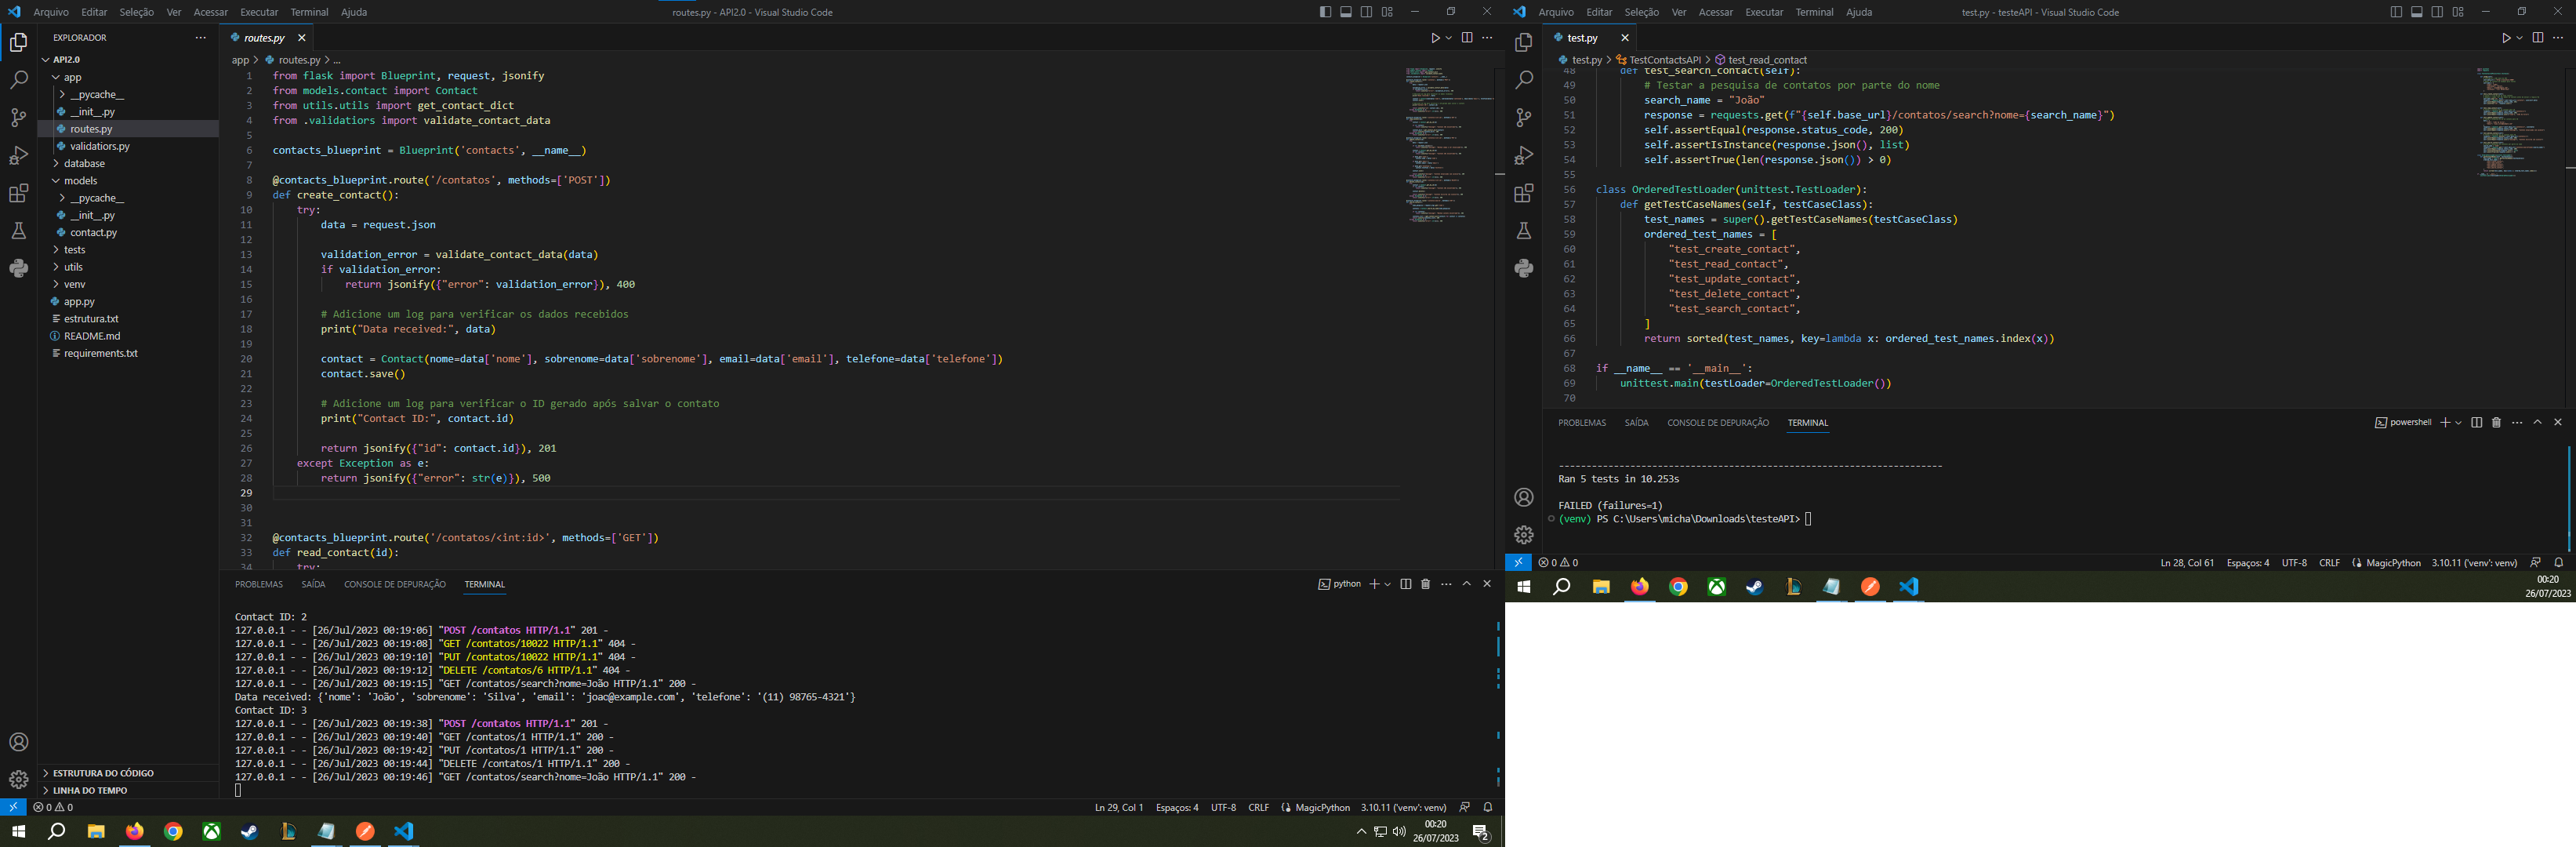 Arquivo Editar Seleção Ver Acessar Executar Terminal Ajuda
routes.py - API2.0 - Visual Studio Code
EXPLORADOR
API2.0
app
__pycache__
__init__.py
routes.py
validatiors.py
database
models
__pycache__
__init__.py
contact.py
tests
utils
venv
app.py
estrutura.txt
README.md
requirements.txt
ESTRUTURA DO CÓDIGO
LINHA DO TEMPO
routes.py
app > routes.py > ...
1 from flask import Blueprint, request, jsonify
2 from models.contact import Contact
3 from utils.utils import get_contact_dict
4 from .validatiors import validate_contact_data
5
6 contacts_blueprint = Blueprint('contacts', __name__)
7
8 @contacts_blueprint.route('/contatos', methods=['POST'])
9 def create_contact():
10 try:
11 data = request.json
12
13 validation_error = validate_contact_data(data)
14 if validation_error:
15 return jsonify({"error": validation_error}), 400
16
17 # Adicione um log para verificar os dados recebidos
18 print("Data received:", data)
19
20 contact = Contact(nome=data['nome'], sobrenome=data['sobrenome'], email=data['email'], telefone=data['telefone'])
21 contact.save()
22
23 # Adicione um log para verificar o ID gerado após salvar o contato
24 print("Contact ID:", contact.id)
25
26 return jsonify({"id": contact.id}), 201
27 except Exception as e:
28 return jsonify({"error": str(e)}), 500
29
30
31
32 @contacts_blueprint.route('/contatos/<int:id>', methods=['GET'])
33 def read_contact(id):
34 try:
PROBLEMAS SAÍDA CONSOLE DE DEPURAÇÃO TERMINAL
python
Contact ID: 2
127.0.0.1 - - [26/Jul/2023 00:19:06] "POST /contatos HTTP/1.1" 201 -
127.0.0.1 - - [26/Jul/2023 00:19:08] "GET /contatos/10022 HTTP/1.1" 404 -
127.0.0.1 - - [26/Jul/2023 00:19:10] "PUT /contatos/10022 HTTP/1.1" 404 -
127.0.0.1 - - [26/Jul/2023 00:19:12] "DELETE /contatos/6 HTTP/1.1" 404 -
127.0.0.1 - - [26/Jul/2023 00:19:15] "GET /contatos/search?nome=João HTTP/1.1" 200 -
Data received: {'nome': 'João', 'sobrenome': 'Silva', 'email': 'joao@example.com', 'telefone': '(11) 98765-4321'}
Contact ID: 3
127.0.0.1 - - [26/Jul/2023 00:19:38] "POST /contatos HTTP/1.1" 201 -
127.0.0.1 - - [26/Jul/2023 00:19:40] "GET /contatos/1 HTTP/1.1" 200 -
127.0.0.1 - - [26/Jul/2023 00:19:42] "PUT /contatos/1 HTTP/1.1" 200 -
127.0.0.1 - - [26/Jul/2023 00:19:44] "DELETE /contatos/1 HTTP/1.1" 200 -
127.0.0.1 - - [26/Jul/2023 00:19:46] "GET /contatos/search?nome=João HTTP/1.1" 200 -
0 0
Ln 29, Col 1 Espaços: 4 UTF-8 CRLF MagicPython 3.10.11 ('venv': venv)
00:20
26/07/2023
2
Arquivo Editar Seleção Ver Acessar Executar Terminal Ajuda
test.py - testeAPI - Visual Studio Code
test.py
test.py > TestContactsAPI > test_read_contact
48 def test_search_contact(self):
49 # Testar a pesquisa de contatos por parte do nome
50 search_name = "João"
51 response = requests.get(f"{self.base_url}/contatos/search?nome={search_name}")
52 self.assertEqual(response.status_code, 200)
53 self.assertIsInstance(response.json(), list)
54 self.assertTrue(len(response.json()) > 0)
55
56 class OrderedTestLoader(unittest.TestLoader):
57 def getTestCaseNames(self, testCaseClass):
58 test_names = super().getTestCaseNames(testCaseClass)
59 ordered_test_names = [
60 "test_create_contact",
61 "test_read_contact",
62 "test_update_contact",
63 "test_delete_contact",
64 "test_search_contact",
65 ]
66 return sorted(test_names, key=lambda x: ordered_test_names.index(x))
67
68 if __name__ == '__main__':
69 unittest.main(testLoader=OrderedTestLoader())
70
PROBLEMAS SAÍDA CONSOLE DE DEPURAÇÃO TERMINAL
powershell
----------------------------------------------------------------------
Ran 5 tests in 10.253s
FAILED (failures=1)
(venv) PS C:\Users\micha\Downloads\testeAPI>
0 0
Ln 28, Col 61 Espaços: 4 UTF-8 CRLF MagicPython 3.10.11 ('venv': venv)
00:20
26/07/2023